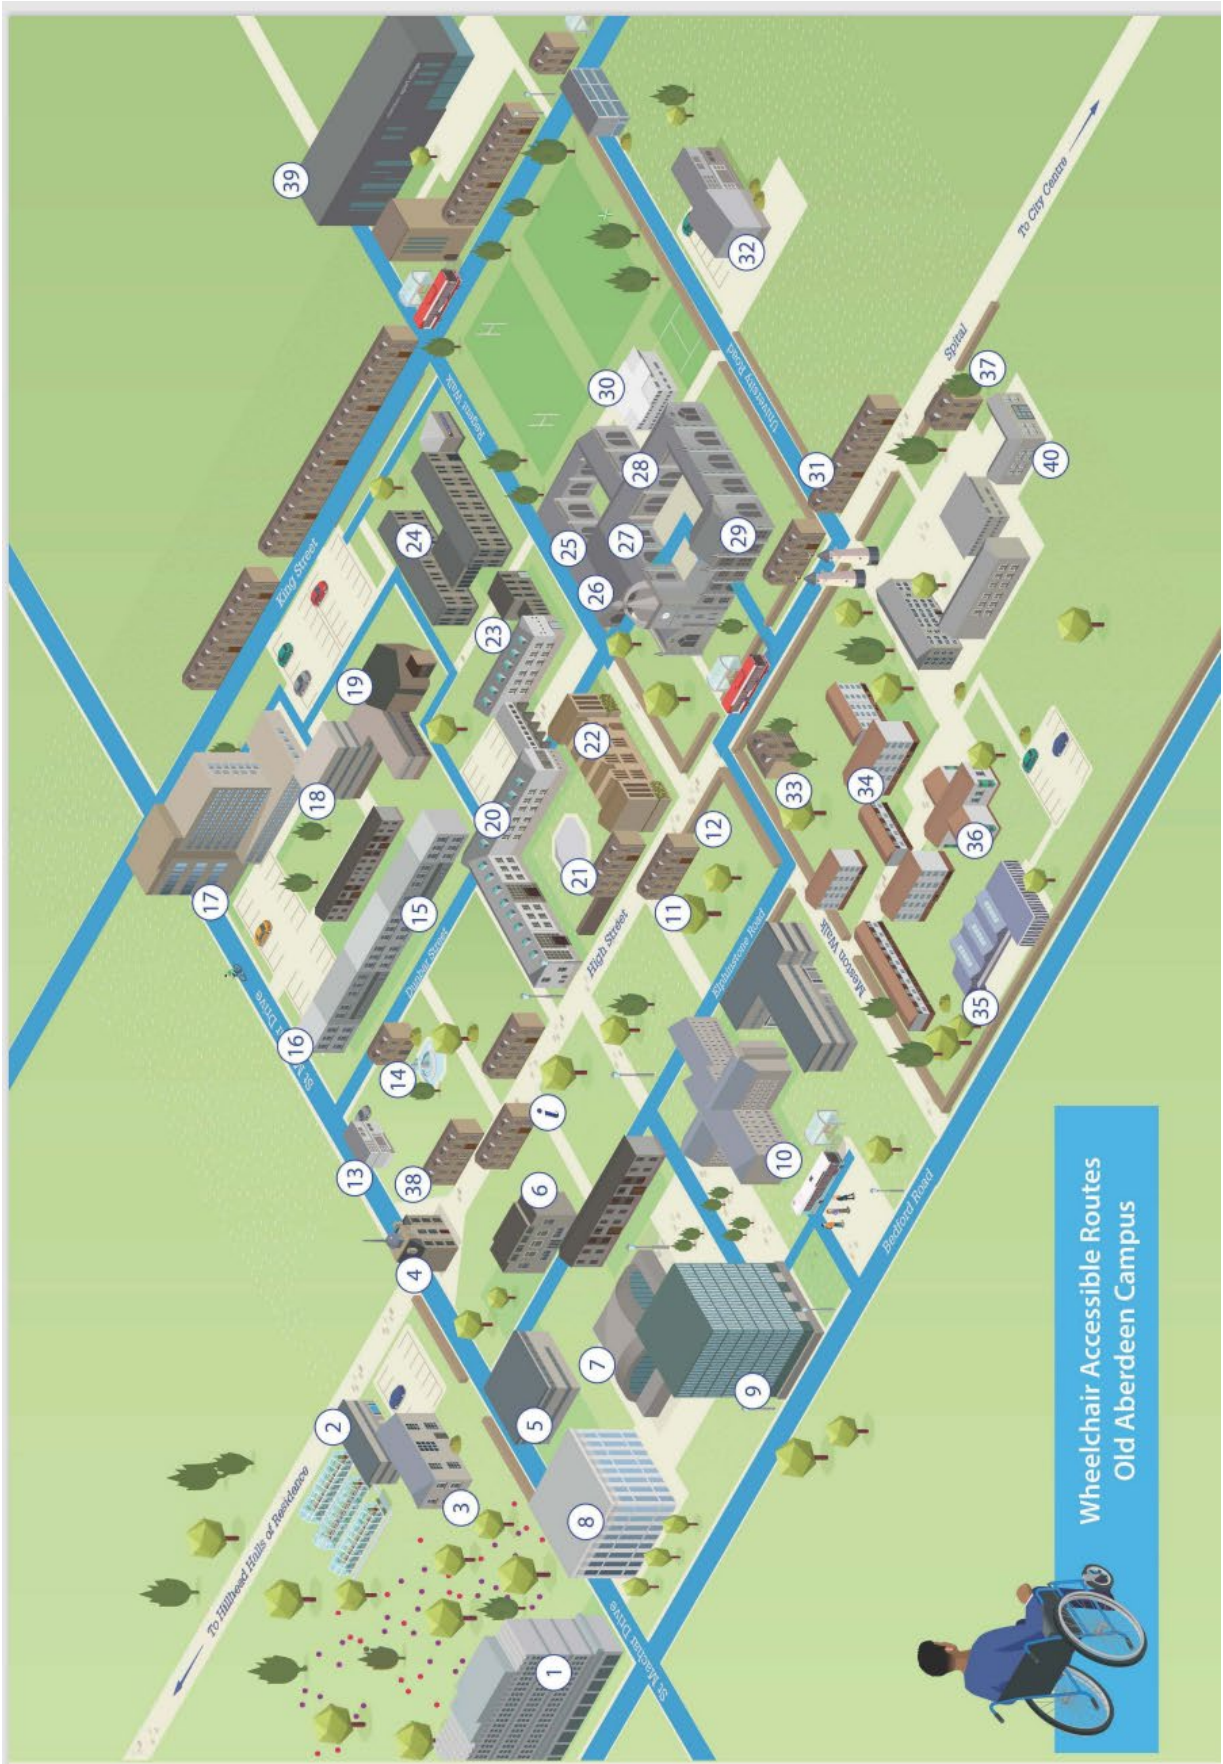 17
39
To Hillhead Halls of Residence
St M r Drive
King Street
16
18
19
2
13
4
38
14
15
Dunbar Street
24
3
20
23
Regent Walk
5
6
i
1
8
7
High Street
21
22
25
26
27
28
30
11
12
St Machar Drive
9
10
Elphinstone Road
33
29
University Road
32
Meston Walk
34
31
Bedford Road
35
36
Spital
37
40
To City Centre
Wheelchair Accessible Routes
Old Aberdeen Campus